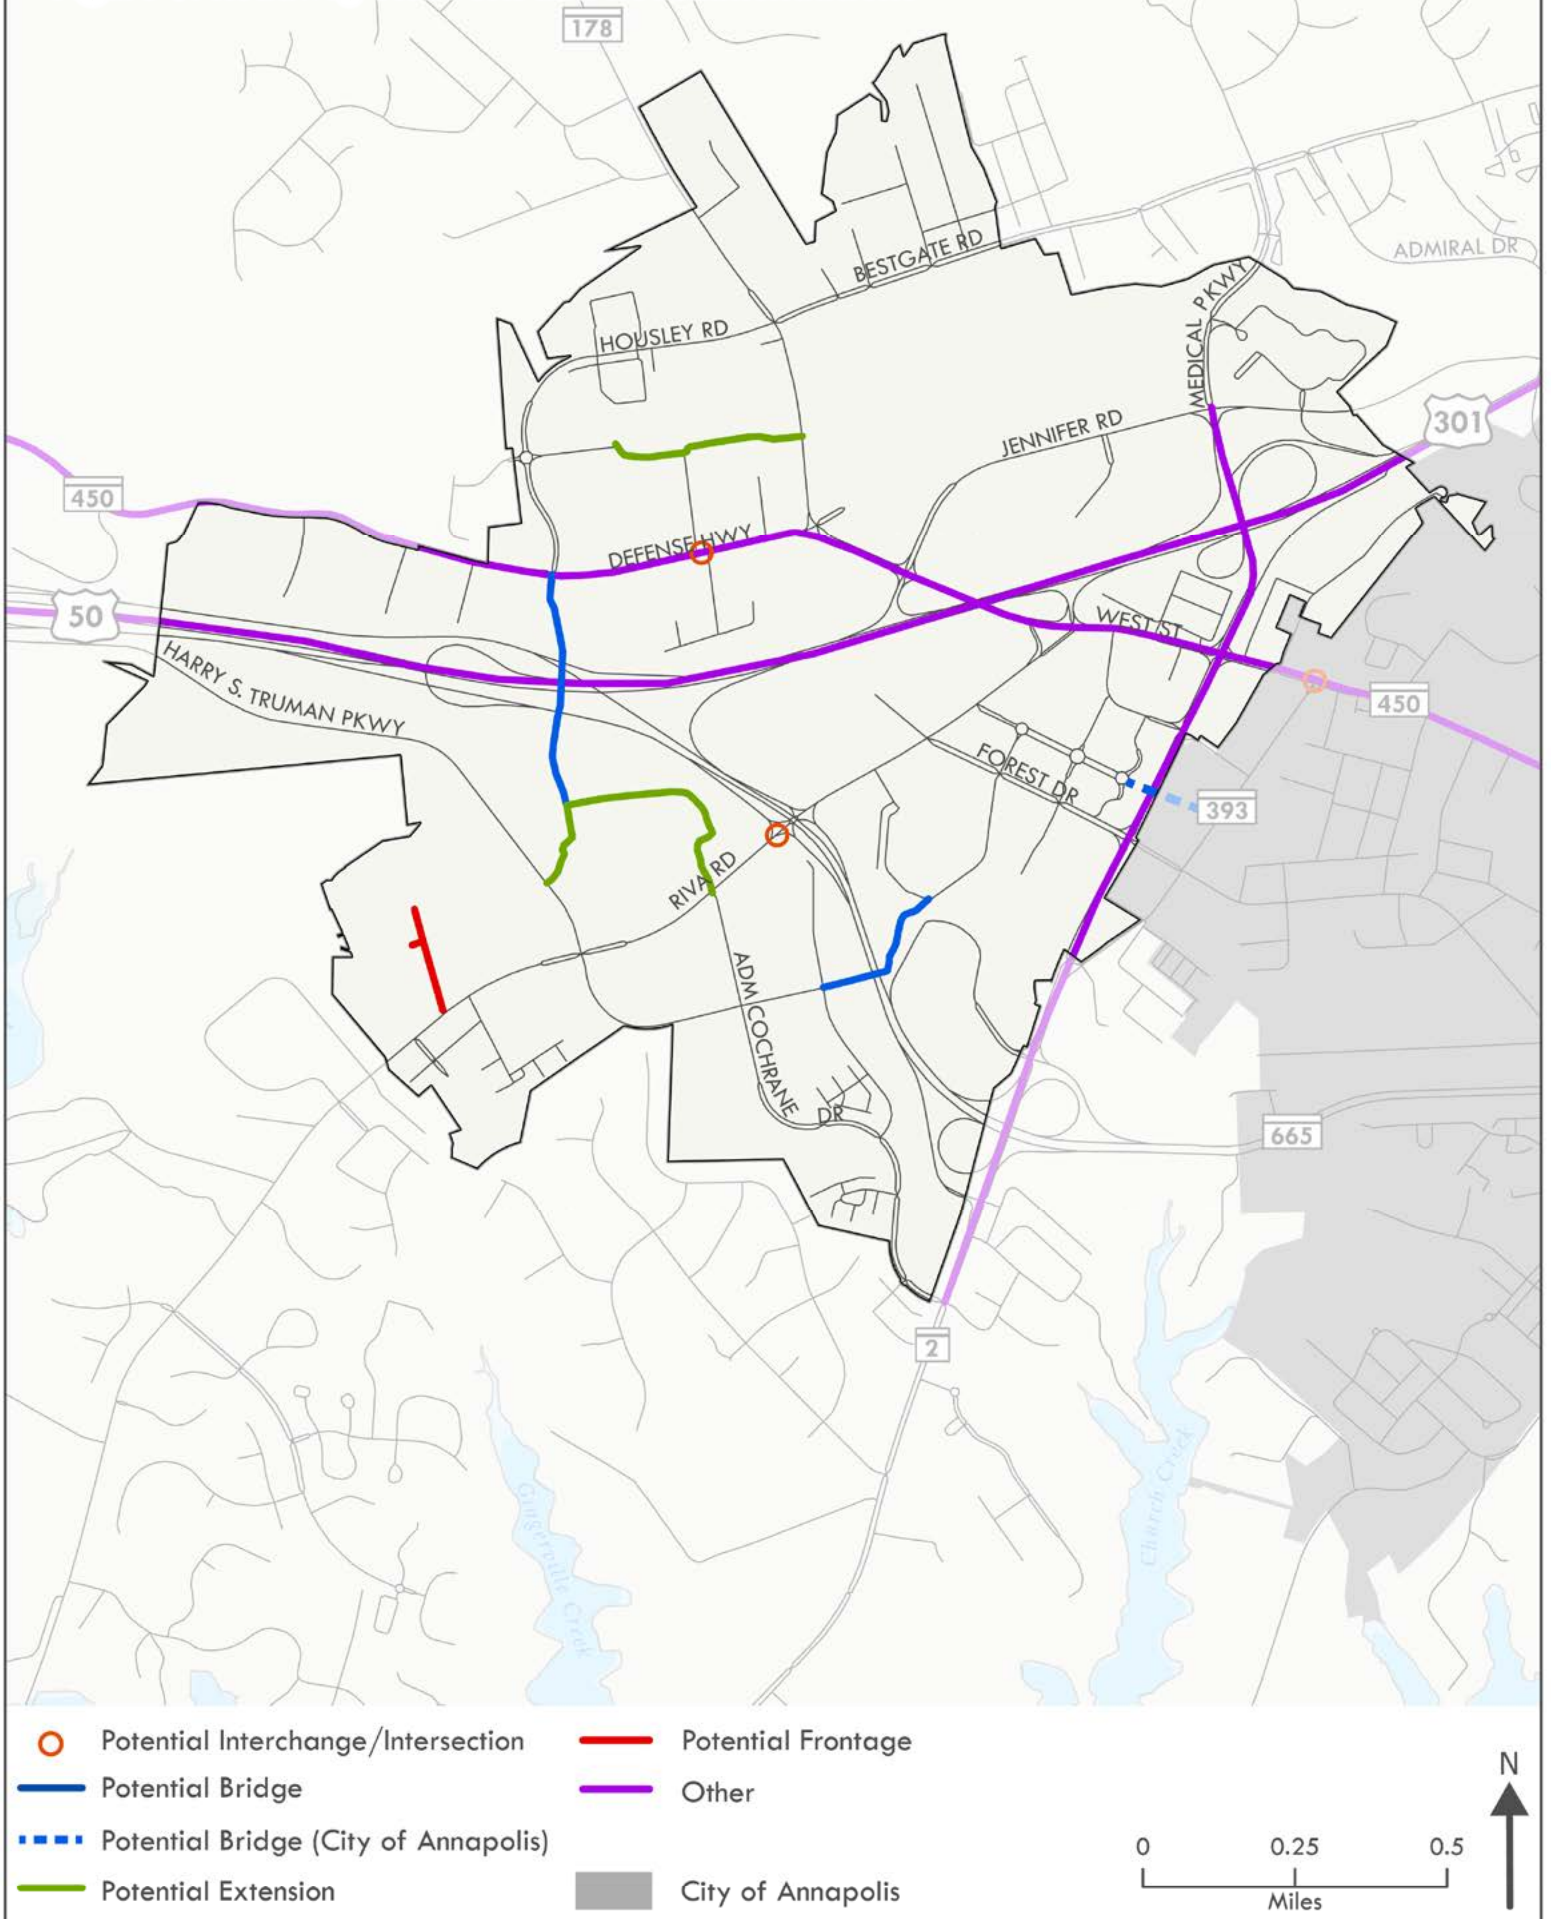 178
BESTGATE RD
ADMIRAL DR
MEDICAL PKWY
HOUSLEY RD
301
JENNIFER RD
450
DEFENSE HWY
50
WEST ST
HARRY S. TRUMAN PKWY
450
FOREST DR
393
RIVA RD
ADM COCHRANE DR
665
2
Gingerville Creek
Church Creek
Potential Interchange/Intersection
Potential Bridge
Potential Bridge (City of Annapolis)
Potential Extension
Potential Frontage
Other
City of Annapolis
N
0 0.25 0.5
Miles